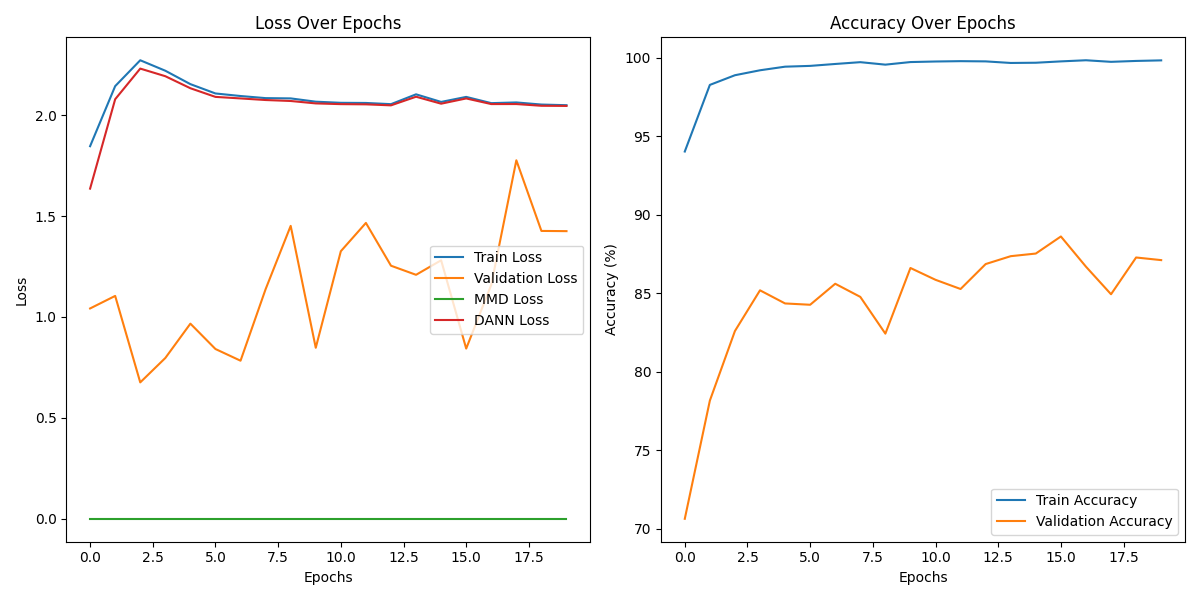 Loss Over Epochs
2.0
1.5
1.0
0.5
0.0
Loss
0.0 2.5 5.0 7.5 10.0 12.5 15.0 17.5
Epochs
Train Loss
Validation Loss
MMD Loss
DANN Loss
Accuracy Over Epochs
100
95
90
85
80
75
70
Accuracy (%)
0.0 2.5 5.0 7.5 10.0 12.5 15.0 17.5
Epochs
Train Accuracy
Validation Accuracy